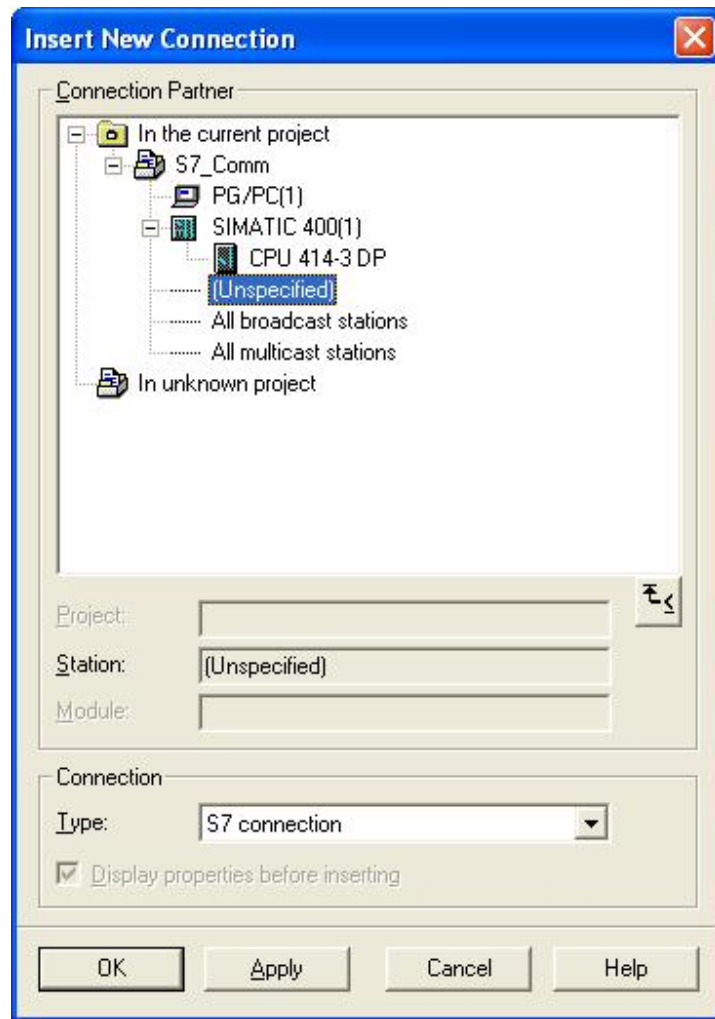 Insert New Connection
Connection Partner
In the current project
S7_Comm
PG/PC(1)
SIMATIC 400(1)
CPU 414-3 DP
(Unspecified)
All broadcast stations
All multicast stations
In unknown project
Project:
Station: (Unspecified)
Module:
Connection
Type: S7 connection
Display properties before inserting
OK Apply Cancel Help